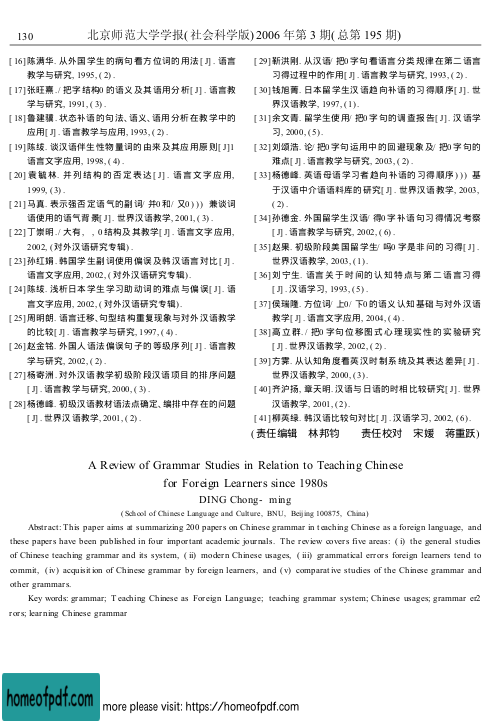 130 北京师范大学学报( 社会科学版) 2006 年第 3 期( 总第 195 期)
[ 16] 陈满华. 从外国学生的病句看方位词的用法 [ J] . 语言
教学与研究, 1995, ( 2) .
[ 17] 张旺熹. / 把字结构0 的语义及其语用分析[ J] . 语言教
学与研究, 1991, ( 3) .
[ 18] 鲁健骥. 状态补语的句法、语义、语用分析在教学中的
应用[ J] . 语言教学与应用, 1993, ( 2) .
[ 19] 陈绂. 谈汉语陪伴性物量词的由来及其应用原则[ J]1
语言文字应用, 1998, ( 4) .
[ 20] 袁毓林. 并列结构的否定表达[ J] . 语言文字应用,
1999, ( 3) .
[ 21] 马真. 表示强否定语气的副词/ 并0 和/ 又0 ) ) ) 兼谈词
语使用的语气背景[ J] . 世界汉语教学, 2001, ( 3) .
[ 22] 丁崇明. / 大有, , 0 结构及其教学[ J] . 语言文字应用,
2002, ( 对外汉语研究专辑) .
[ 23] 孙红娟. 韩国学生副词使用偏误及韩汉语言对比[ J] .
语言文字应用, 2002, ( 对外汉语研究专辑) .
[ 24] 陈绥. 浅析日本学生学习助动词的难点与偏误[ J] . 语
言文字应用, 2002, ( 对外汉语研究专辑) .
[ 25] 周明朗. 语言迁移、句型结构重复现象与对外汉语教学
的比较[ J] . 语言教学与研究, 1997, ( 4) .
[ 26] 赵金铭. 外国人语法偏误句子的等级序列[ J] . 语言教
学与研究, 2002, ( 2) .
[ 27] 杨寄洲. 对外汉语教学初级阶段汉语项目的排序问题
[ J] . 语言教学与研究, 2000, ( 3) .
[ 28] 杨德峰. 初级汉语教材语法点确定、编排中存在的问题
[ J] . 世界汉语教学, 2001, ( 2) .
[ 29] 靳洪刚. 从汉语/ 把0 字句看语言分类规律在第二语言
习得过程中的作用[ J] . 语言教学与研究, 1993, ( 2) .
[ 30] 钱旭菁. 日本留学生汉语趋向补语的习得顺序[ J] . 世
界汉语教学, 1997, ( 1) .
[ 31] 余文青. 留学生使用/ 把0 字句的调查报告[ J] . 汉语学
习, 2000, ( 5) .
[ 32] 刘颂浩. 论/ 把0 字句运用中的回避现象及/ 把0 字句的
难点[ J] . 语言教学与研究, 2003, ( 2) .
[ 33] 杨德峰. 英语母语学习者趋向补语的习得顺序 ) ) ) 基
于汉语中介语语料库的研究[ J] . 世界汉语教学, 2003,
( 2) .
[ 34] 孙德金. 外国留学生汉语/ 得0 字补语句习得情况考察
[ J] . 语言教学与研究, 2002, ( 6) .
[ 35] 赵果. 初级阶段美国留学生/ 吗0 字是非问的习得[ J] .
世界汉语教学, 2003, ( 1) .
[ 36] 刘宁生. 语言关于时间的认知特点与第二语言习得
[ J] . 汉语学习, 1993, ( 5) .
[ 37] 侯瑞隆. 方位词/ 上0/ 下0 的语义认知基础与对外汉语
教学[ J] . 语言文字应用, 2004, ( 4) .
[ 38] 高立群. / 把0 字句位移图式心理现实性的实验研究
[ J] . 世界汉语教学, 2002, ( 2) .
[ 39] 方霁. 从认知角度看英汉时制系统及其表达差异[ J] .
世界汉语教学, 2000, ( 3) .
[ 40] 齐沪扬, 章天明. 汉语与日语的时相比较研究[ J] . 世界
汉语教学, 2001, ( 2) .
[ 41] 柳英绿. 韩汉语比较句对比[ J] . 汉语学习, 2002, ( 6) .
( 责任编辑 林邦钧 责任校对 宋媛 蒋重跃)
A Review of Grammar Studies in Relation to Teaching Chinese
for Foreign Learners since 1980s
DING Chong- ming
( School of Chinese Language and Culture, BNU, Beijing 100875, China)
Abstract: This paper aims at summarizing 200 papers on Chinese grammar in t eaching Chinese as a foreign language, and
these papers have been published in four important academic journals. The review covers five areas: ( i) the general studies
of Chinese teaching grammar and its system, ( ii) modern Chinese usages, ( iii) grammatical errors foreign learners tend to
commit, ( iv) acquisition of Chinese grammar by foreign learners, and ( v) comparative studies of the Chinese grammar and
other grammars.
Key words: grammar; T eaching Chinese as Foreign Language; teaching grammar system; Chinese usages; grammar er2
rors; learning Chinese grammar
homeofpdf.com more please visit: https://homeofpdf.com